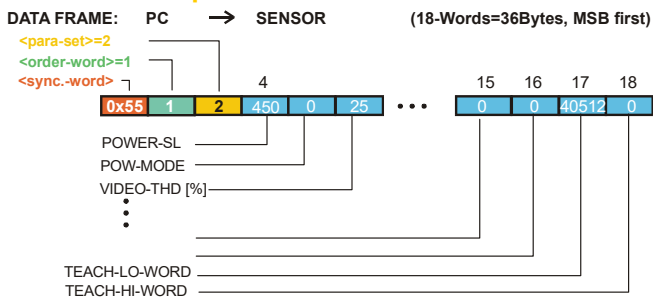 DATA FRAME: PC → SENSOR (18-Words=36Bytes, MSB first)
<para-set>=2
<order-word>=1
<sync.-word>
4 15 16 17 18
0x55 1 2 450 0 25 ••• 0 0 40512 0
POWER-SL
POW-MODE
VIDEO-THD [%]
TEACH-LO-WORD
TEACH-HI-WORD